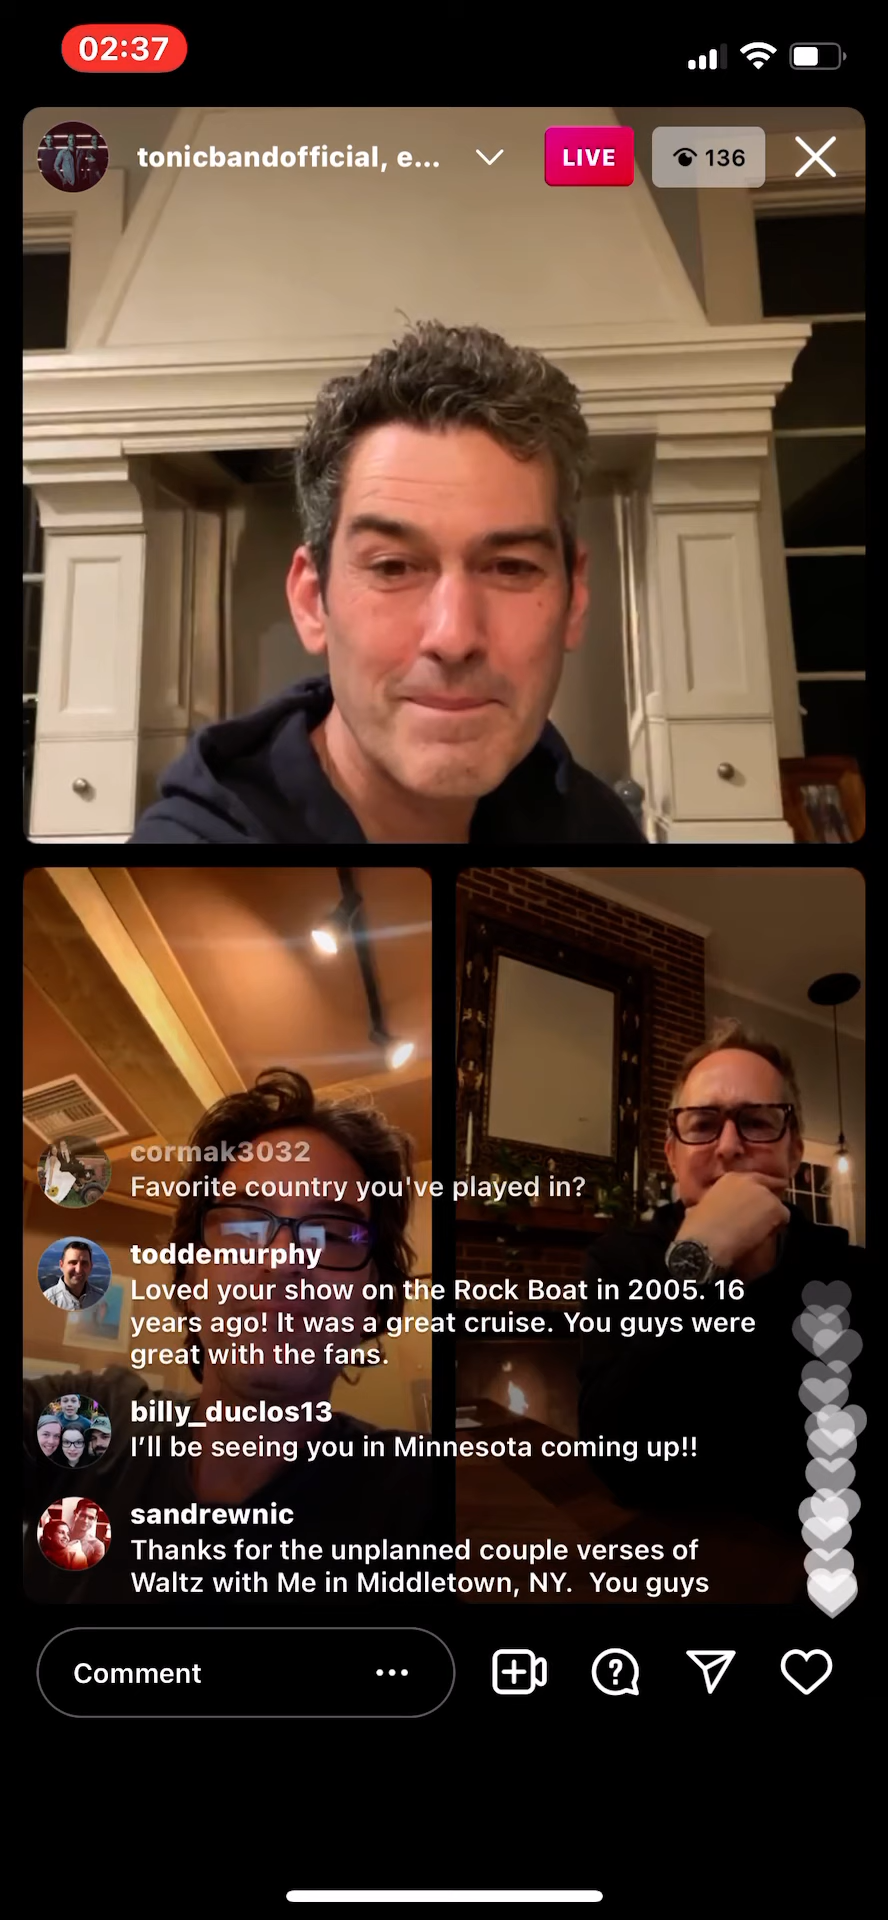 02:37
tonicbandofficial, e...
LIVE
136
cormak3032
Favorite country you've played in?
toddemurphy
Loved your show on the Rock Boat in 2005. 16
years ago! It was a great cruise. You guys were
great with the fans.
billy_duclos13
I’ll be seeing you in Minnesota coming up!!
sandrewnic
Thanks for the unplanned couple verses of
Waltz with Me in Middletown, NY.  You guys
Comment